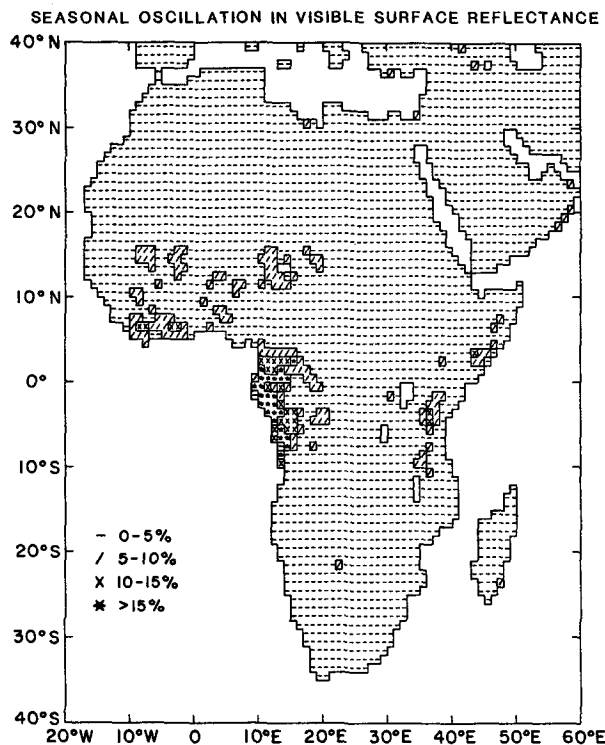 SEASONAL OSCILLATION IN VISIBLE SURFACE REFLECTANCE
40°N
30°N
20°N
10°N
0°
10°S
20°S
30°S
40°S
– 0-5%
/ 5-10%
X 10-15%
* >15%
20°W 10°W 0 10°E 20°E 30°E 40°E 50°E 60°E